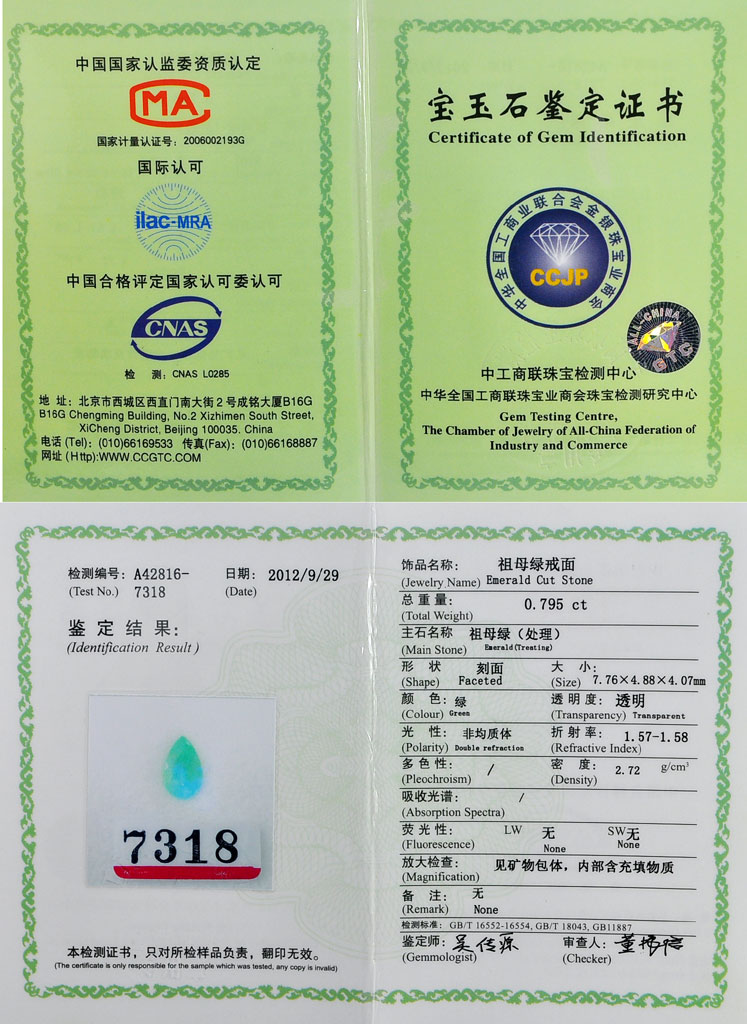 中国国家认监委资质认定
CMA
国家计量认证号：2006002193G
国际认可
ilac-MRA
中国合格评定国家认可委认可
CNAS
检 测：CNAS L0285
地 址：北京市西城区西直门南大街2号成铭大厦B16G
B16G Chengming Building, No.2 Xizhimen South Street,
XiCheng District, Beijing 100035. China
电话(Tel)：(010)66169533 传真(Fax)：(010)66168887
网址(Http):WWW.CCGTC.COM
宝玉石鉴定证书
Certificate of Gem Identification
中华全国工商业联合会金银珠宝业商会
CCJP
ALL-CHINA
GTC
中工商联珠宝检测中心
中华全国工商联珠宝业商会珠宝检测研究中心
Gem Testing Centre,
The Chamber of Jewelry of All-China Federation of
Industry and Commerce
检测编号: A42816- 日期: 2012/9/29
(Test No.) 7318 (Date)
鉴定结果:
(Identification Result)
7318
本检测证书，只对所检样品负责，翻印无效。
(The certificate is only responsible for the sample which was tested, any copy is invalid)
饰品名称: 祖母绿戒面
(Jewelry Name) Emerald Cut Stone
总重量: 0.795 ct
(Total Weight)
主石名称 祖母绿（处理）
(Main Stone) Emerald(Treating)
形 状 刻面 大 小:
(Shape) Faceted (Size) 7.76×4.88×4.07mm
颜 色: 绿 透明度: 透明
(Colour) Green (Transparency) Transparent
光 性: 非均质体 折射率: 1.57-1.58
(Polarity) Double refraction (Refractive Index)
多色性: / 密 度: 2.72 g/cm³
(Pleochroism) (Density)
吸收光谱: /
(Absorption Spectra)
荧光性: LW 无 SW 无
(Fluorescence) None None
放大检查: 见矿物包体，内部含充填物质
(Magnification)
备 注: 无
(Remark) None
检测标准: GB/T 16552-16554, GB/T 18043, GB11887
鉴定师: 审查人:
(Gemmologist) (Checker)